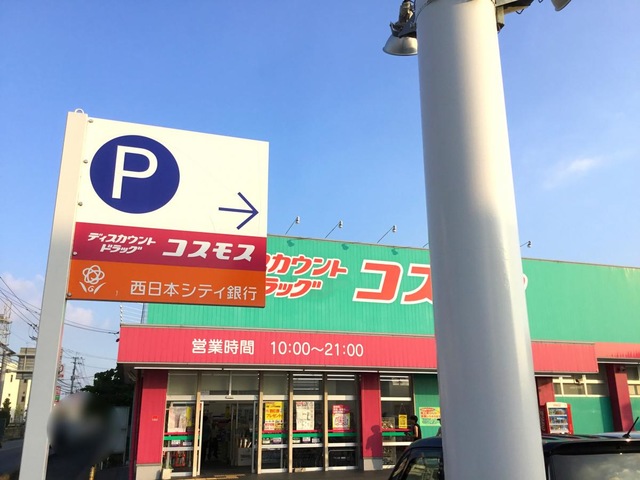 P
ディスカウント
ドラッグ コスモス
西日本シティ銀行
カウント
ラッグ コス
営業時間 10:00～21:00